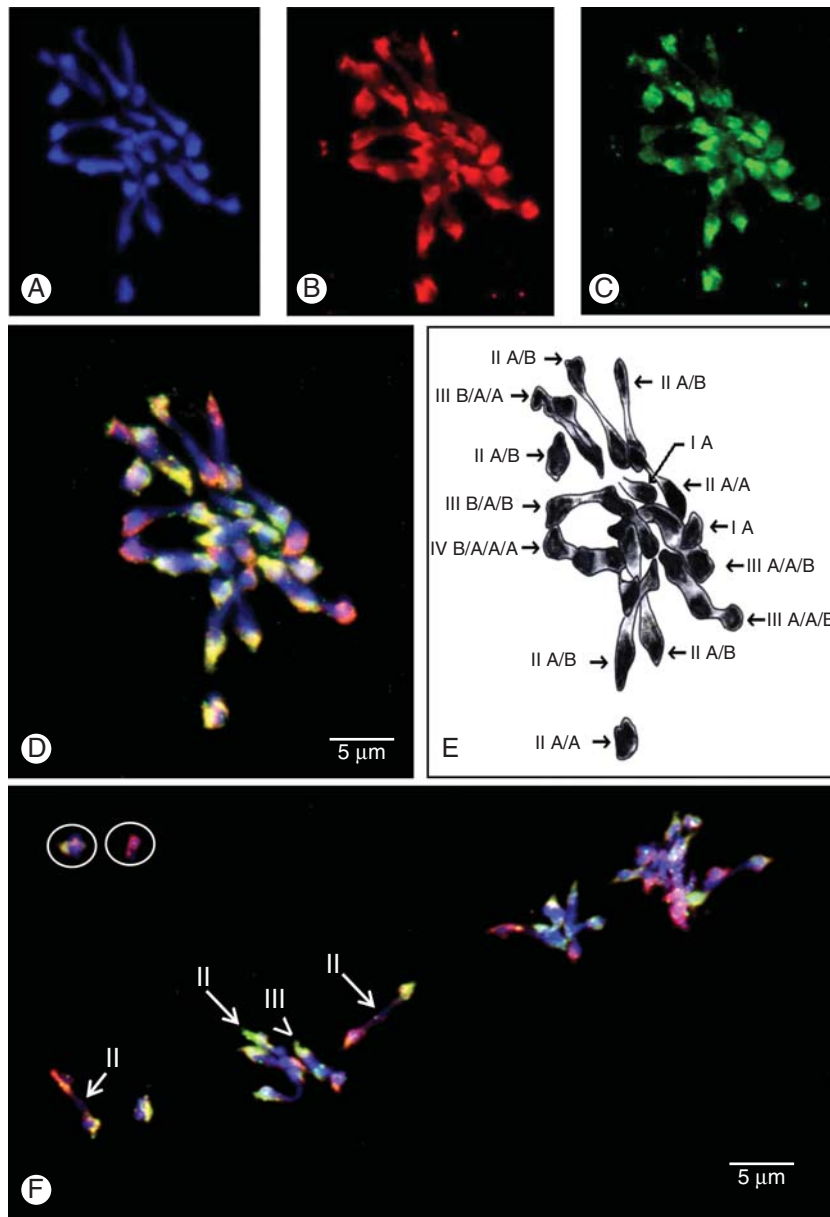 A
B
C
II A/B
II A/B
III B/A/A
I A
II A/B
II A/A
III B/A/B
I A
IV B/A/A/A
III A/A/B
III A/A/B
II A/B
II A/B
II A/A
D
5 μm
E
II
III
II
II
5 μm
F